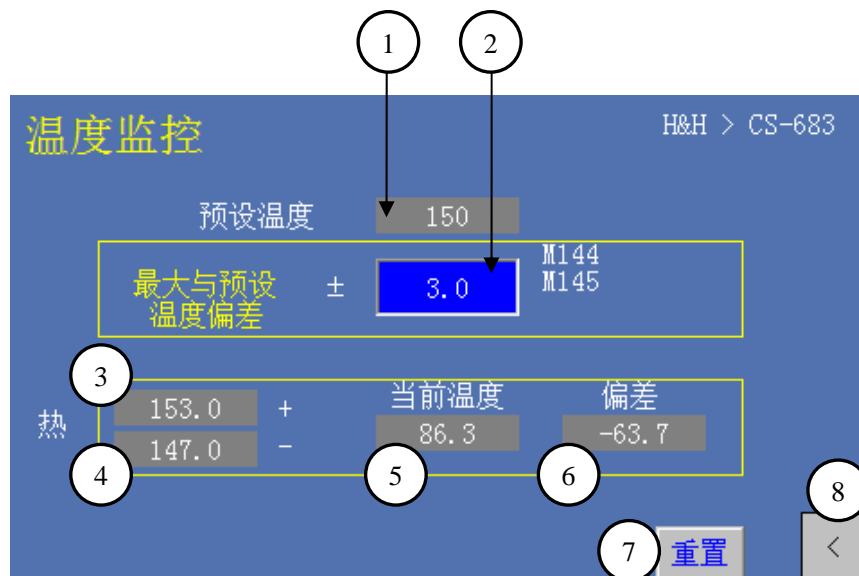 1 2
温度监控 H&H > CS-683
预设温度 150
最大与预设 ± 3.0 M144
温度偏差 M145
3
当前温度 偏差
热 153.0 + 86.3 -63.7
147.0 -
4 5 6
8
7 重置 <